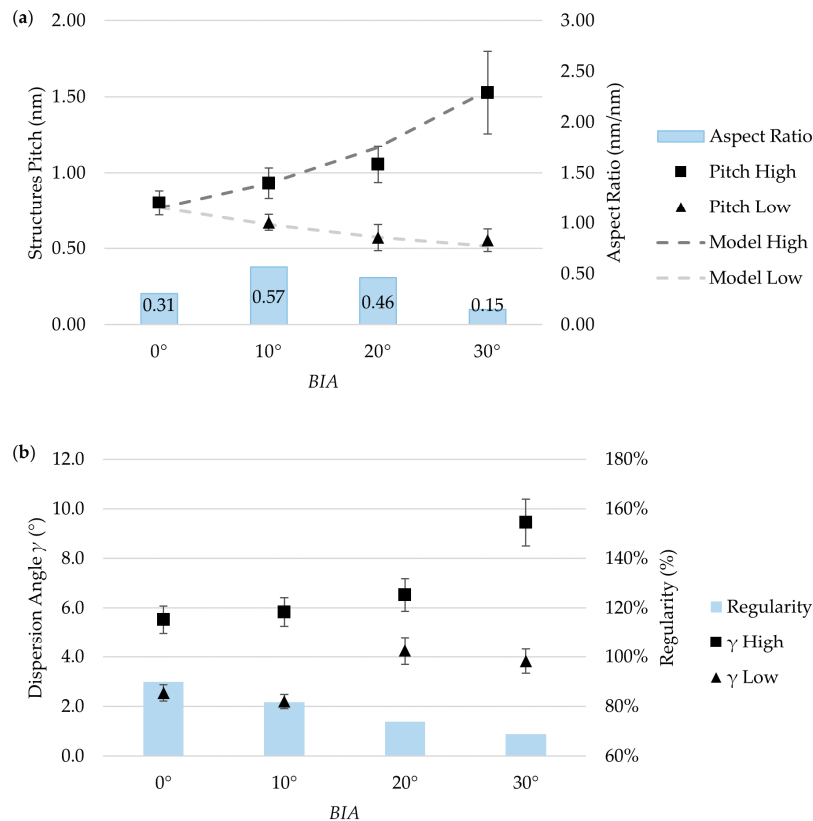 (a)
2.00
1.50
1.00
0.50
0.00
Structures Pitch (nm)
3.00
2.50
2.00
1.50
1.00
0.50
0.00
Aspect Ratio (nm/nm)
0.31
0.57
0.46
0.15
0°
10°
20°
30°
BIA
Aspect Ratio
Pitch High
Pitch Low
Model High
Model Low
(b)
12.0
10.0
8.0
6.0
4.0
2.0
0.0
Dispersion Angle γ (°)
180%
160%
140%
120%
100%
80%
60%
Regularity (%)
0°
10°
20°
30°
BIA
Regularity
γ High
γ Low